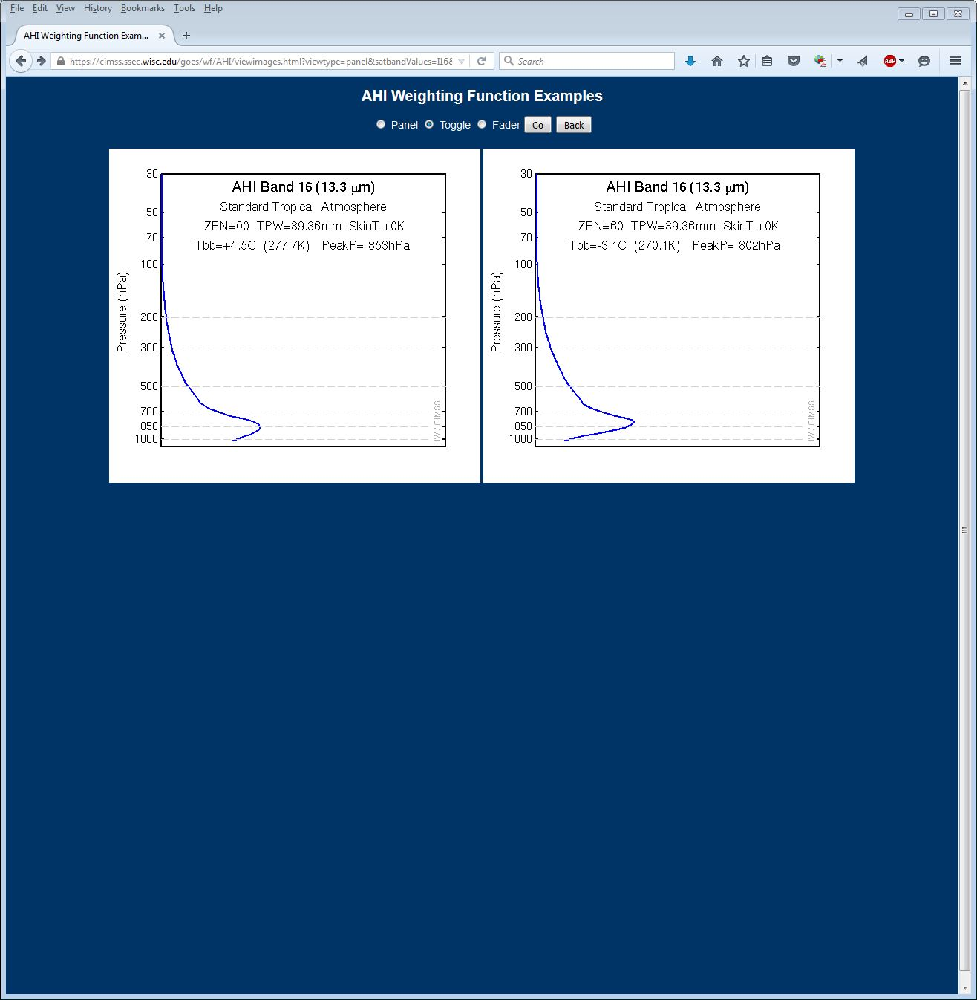 File Edit View History Bookmarks Tools Help
AHI Weighting Function Exam...
https://cimss.ssec.wisc.edu/goes/wf/AHI/viewimages.html?viewtype=panel&satbandValues=I16&
Search
ABP
AHI Weighting Function Examples
Panel Toggle Fader Go Back
AHI Band 16 (13.3 µm)
Standard Tropical Atmosphere
ZEN=00 TPW=39.36mm SkinT +0K
Tbb=+4.5C (277.7K) PeakP= 853hPa
Pressure (hPa)
30
50
70
100
200
300
500
700
850
1000
UW / CIMSS
AHI Band 16 (13.3 µm)
Standard Tropical Atmosphere
ZEN=60 TPW=39.36mm SkinT +0K
Tbb=-3.1C (270.1K) PeakP= 802hPa
Pressure (hPa)
30
50
70
100
200
300
500
700
850
1000
UW / CIMSS